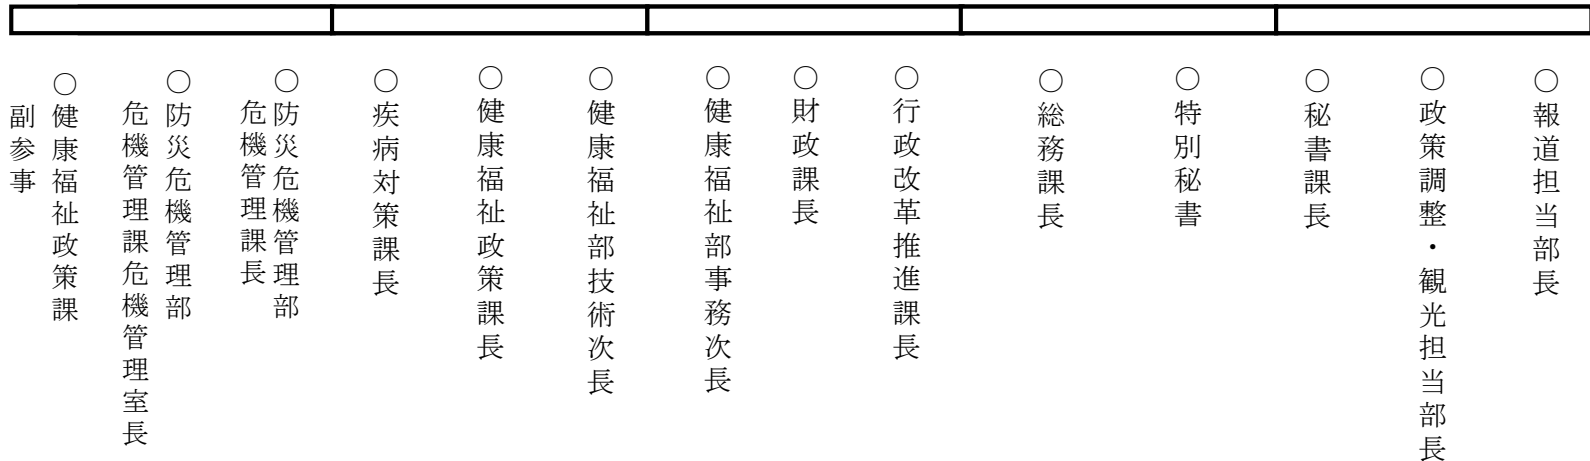 ○報道担当部長
○政策調整・観光担当部長
○秘書課長
○特別秘書
○総務課長
○行政改革推進課長
○財政課長
○健康福祉部事務次長
○健康福祉部技術次長
○健康福祉政策課長
○疾病対策課長
○防災危機管理部
危機管理課長
○防災危機管理部
危機管理課危機管理室長
○健康福祉政策課
副参事